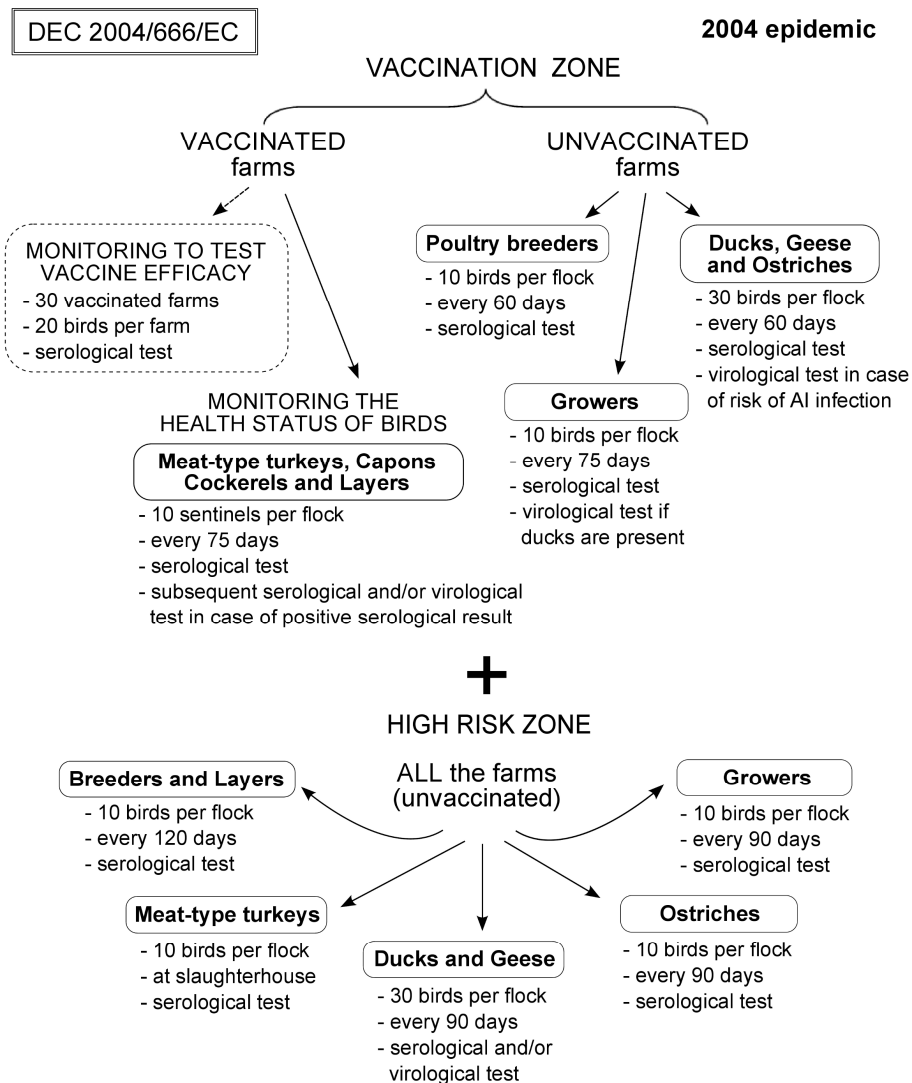 DEC 2004/666/EC
2004 epidemic
VACCINATION ZONE
VACCINATED
farms
UNVACCINATED
farms
MONITORING TO TEST
VACCINE EFFICACY
- 30 vaccinated farms
- 20 birds per farm
- serological test
Poultry breeders
- 10 birds per flock
- every 60 days
- serological test
Ducks, Geese
and Ostriches
- 30 birds per flock
- every 60 days
- serological test
- virological test in case
of risk of AI infection
MONITORING THE
HEALTH STATUS OF BIRDS
Meat-type turkeys, Capons
Cockerels and Layers
- 10 sentinels per flock
- every 75 days
- serological test
- subsequent serological and/or virological
test in case of positive serological result
Growers
- 10 birds per flock
- every 75 days
- serological test
- virological test if
ducks are present
+
HIGH RISK ZONE
ALL the farms
(unvaccinated)
Breeders and Layers
- 10 birds per flock
- every 120 days
- serological test
Growers
- 10 birds per flock
- every 90 days
- serological test
Meat-type turkeys
- 10 birds per flock
- at slaughterhouse
- serological test
Ducks and Geese
- 30 birds per flock
- every 90 days
- serological and/or
virological test
Ostriches
- 10 birds per flock
- every 90 days
- serological test